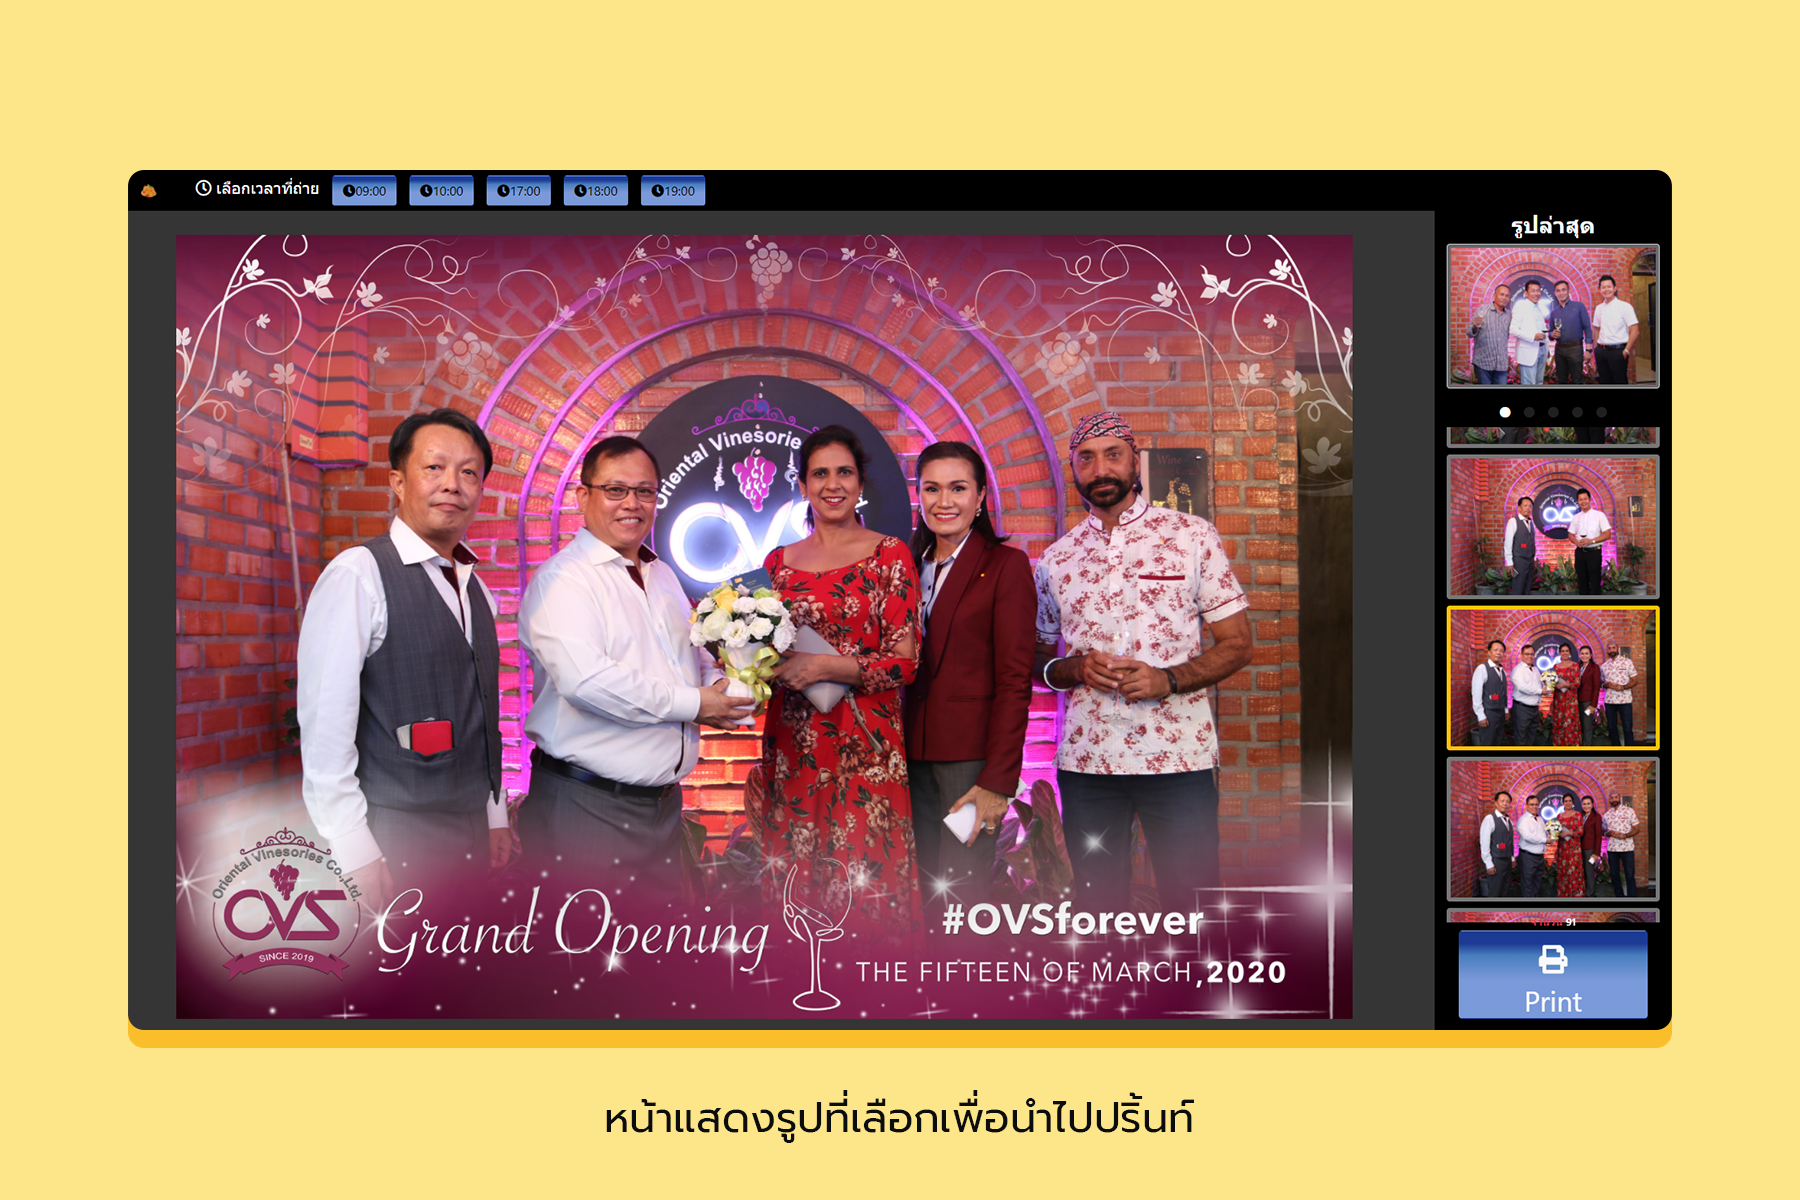 เลือกเวลาที่ถ่าย
09:00
10:00
17:00
18:00
19:00
รูปล่าสุด
Oriental Vinesorie
OVS
Wine
Oriental Vinesories Co.,Ltd.
OVS
SINCE 2019
Grand Opening
#OVSforever
THE FIFTEEN OF MARCH,2020
91
Print
หน้าแสดงรูปที่เลือกเพื่อนำไปปริ้นท์